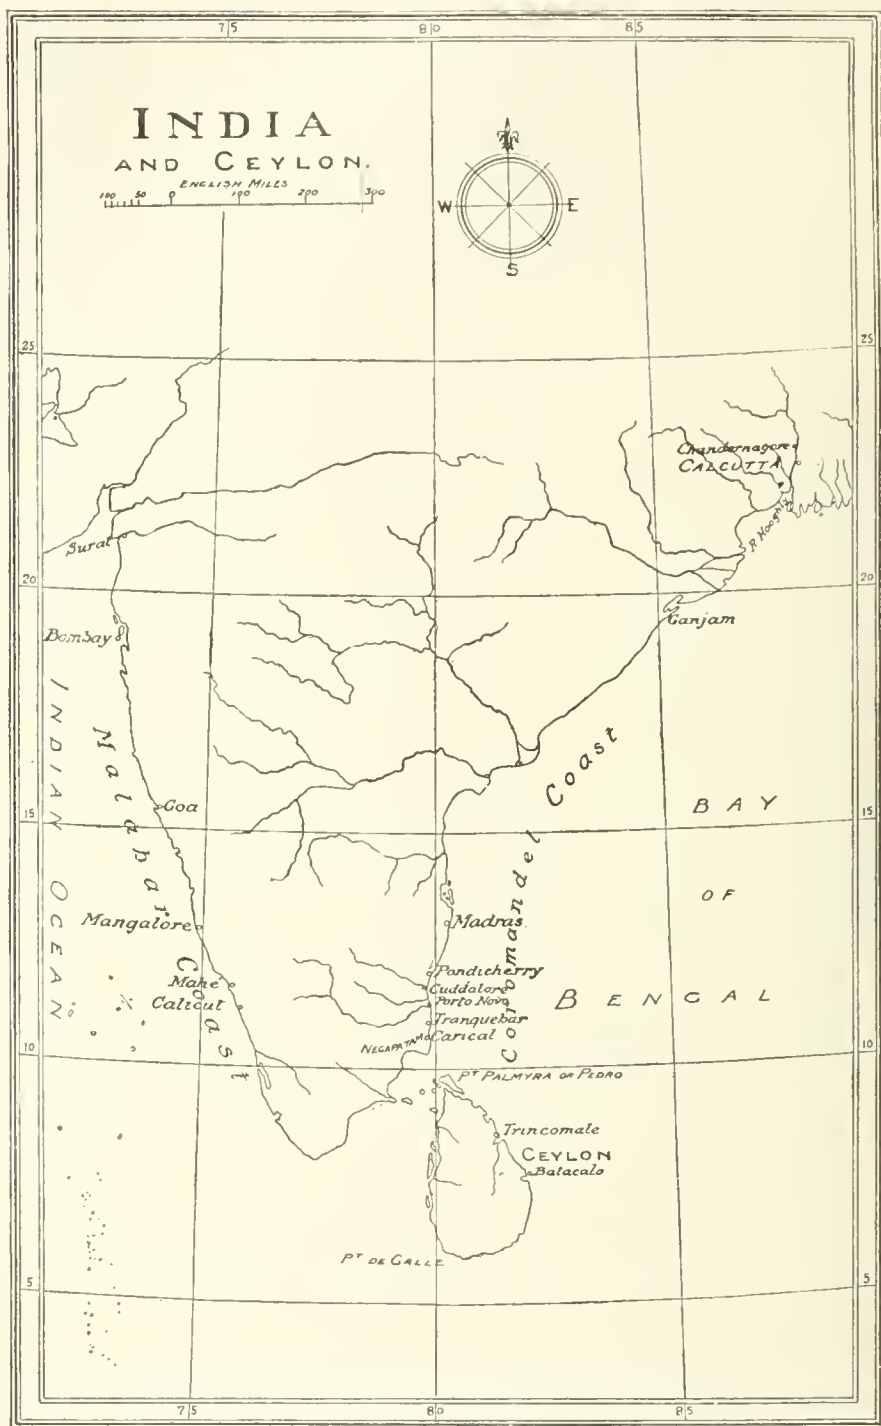 75 80 85
INDIA
AND CEYLON.
ENGLISH MILES
100 50 0 100 200 300
N
W E
S
25 25
Chandernagore
CALCUTTA
R. Hooghly
Surat
20 20
Ganjam
Bombay
INDIAN OCEAN
Malabar Coast
Coromandel Coast
Goa
BAY
OF
BENGAL
15 15
Mangalore
Madras
Mahé
Calicut
Pondicherry
Cuddalore
Porto Novo
Tranquebar
NEGAPATAM
Carical
10 10
PT PALMYRA OR PEDRO
Trincomale
CEYLON
Batacalo
PT DE GALLE
5 5
75 80 85